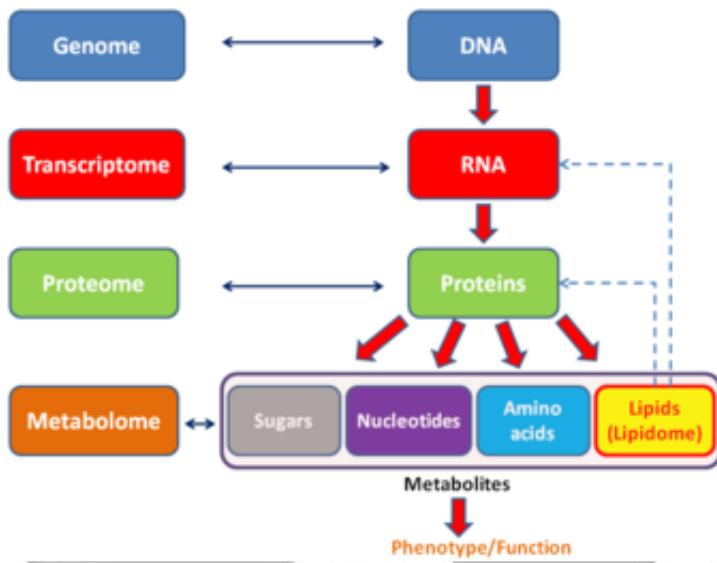 Genome
DNA
Transcriptome
RNA
Proteome
Proteins
Metabolome
Sugars
Nucleotides
Amino
acids
Lipids
(Lipidome)
Metabolites
Phenotype/Function